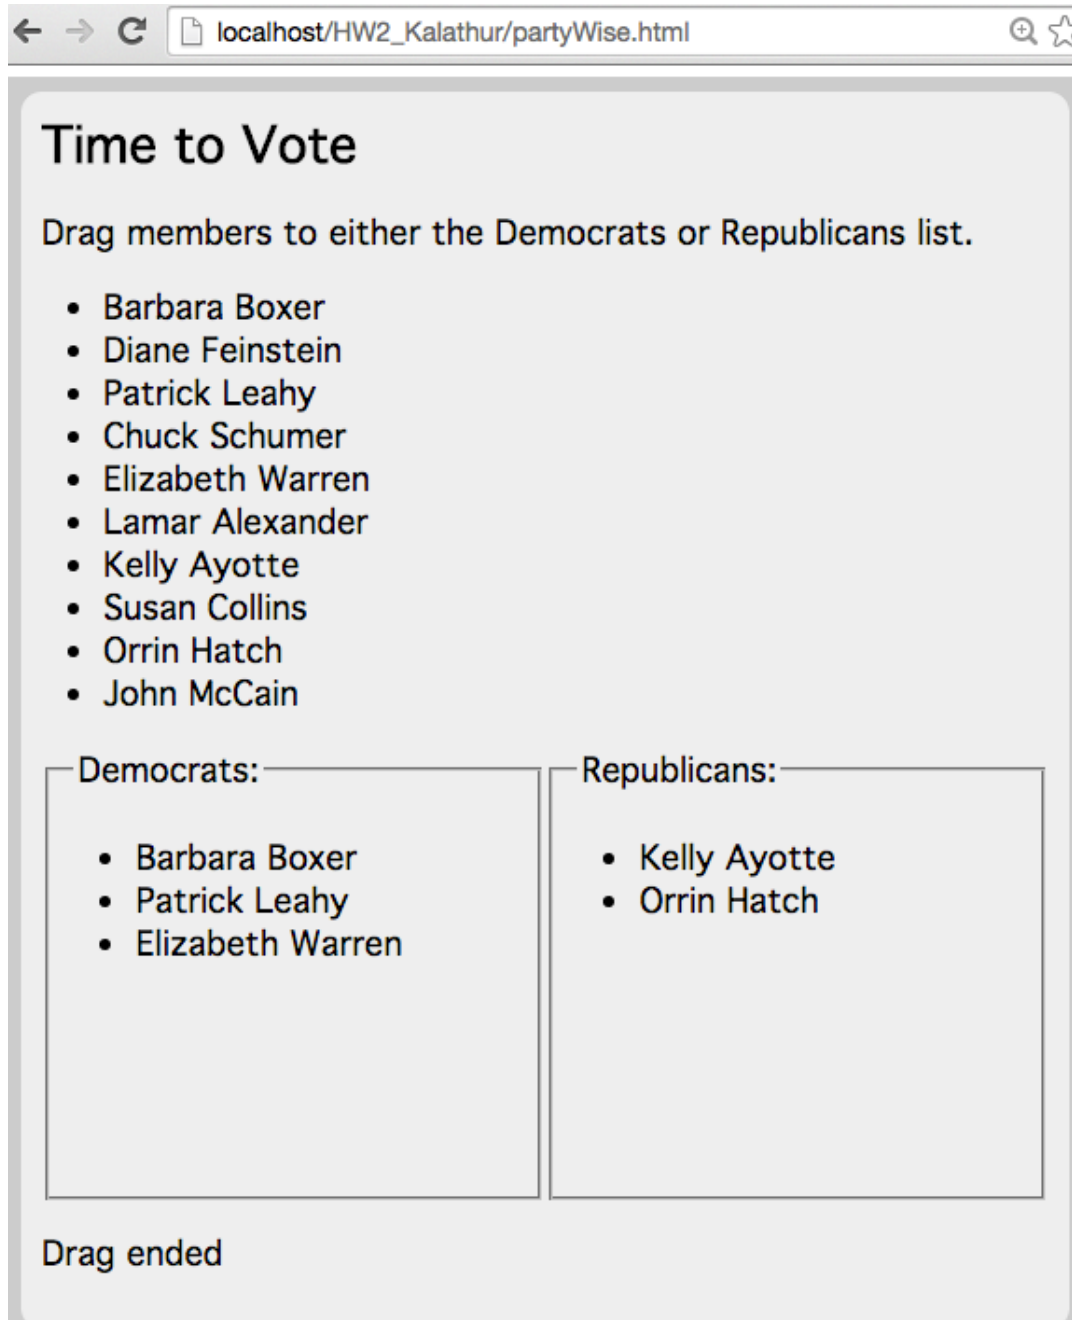 localhost/HW2_Kalathur/partyWise.html
Time to Vote
Drag members to either the Democrats or Republicans list.
• Barbara Boxer
• Diane Feinstein
• Patrick Leahy
• Chuck Schumer
• Elizabeth Warren
• Lamar Alexander
• Kelly Ayotte
• Susan Collins
• Orrin Hatch
• John McCain
Democrats:
• Barbara Boxer
• Patrick Leahy
• Elizabeth Warren
Republicans:
• Kelly Ayotte
• Orrin Hatch
Drag ended